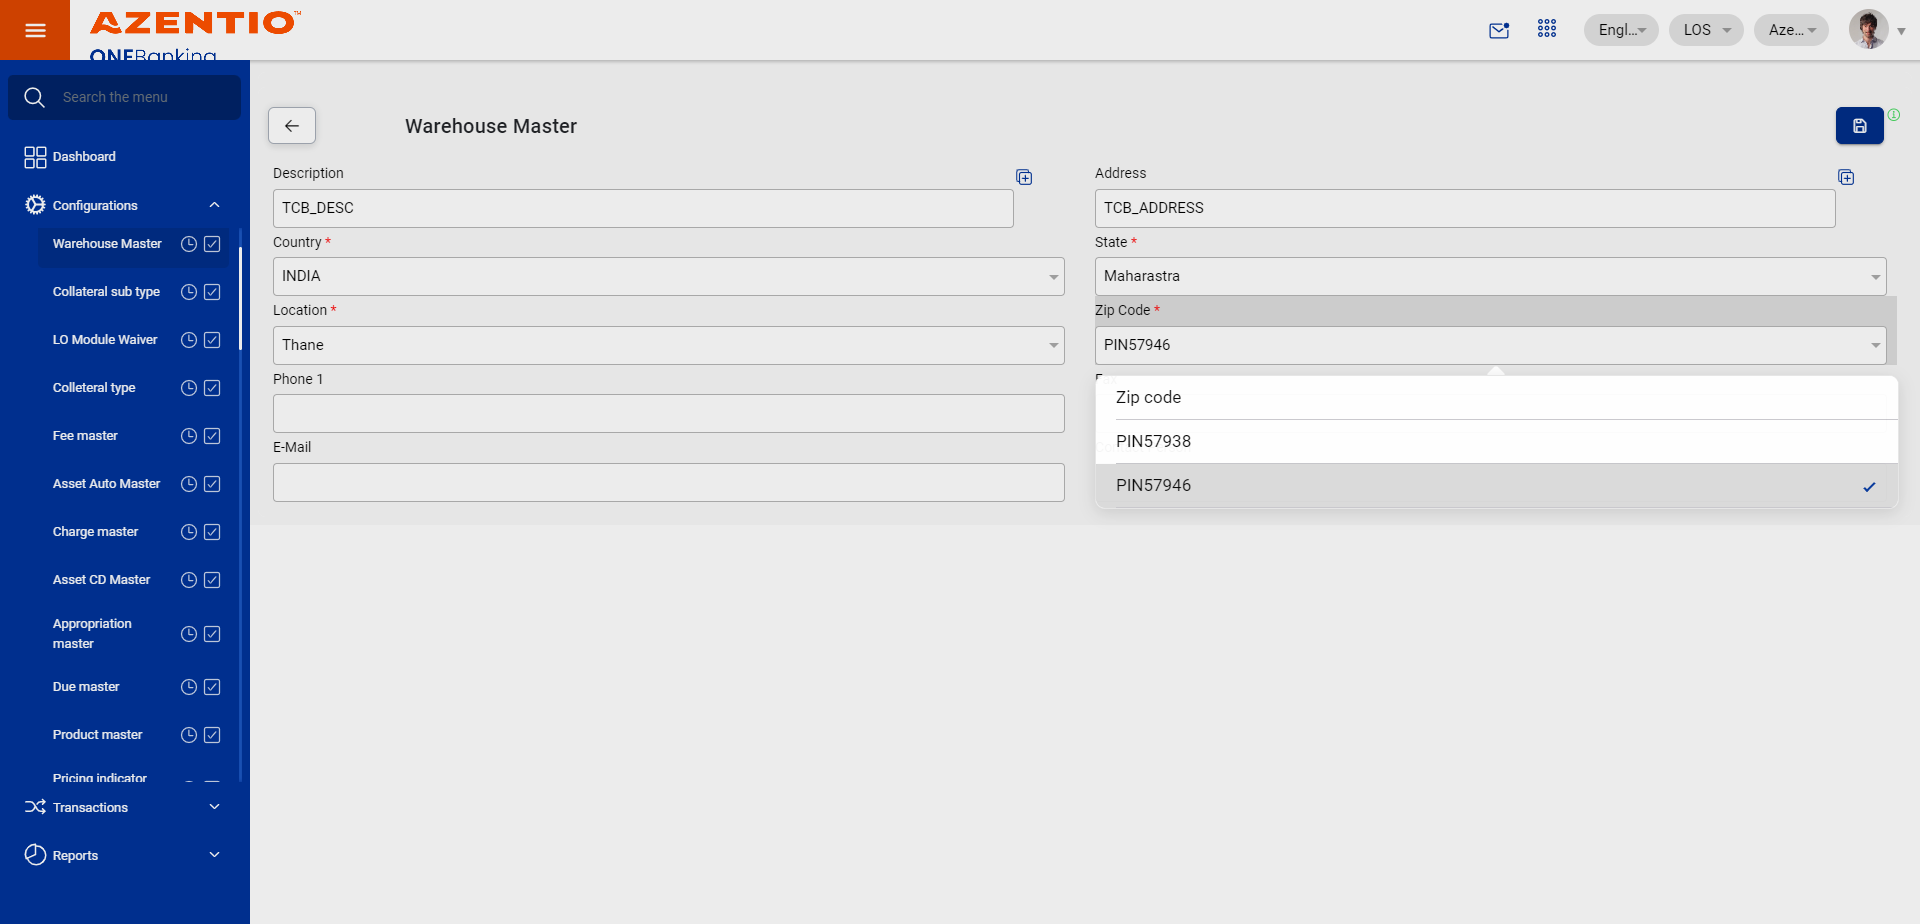 AZENTIO™
ONEBanking
Engl...
LOS
Aze...
Search the menu
Dashboard
Configurations
Warehouse Master
Collateral sub type
LO Module Waiver
Colleteral type
Fee master
Asset Auto Master
Charge master
Asset CD Master
Appropriation
master
Due master
Product master
Pricing indicator
Transactions
Reports
Warehouse Master
Description
TCB_DESC
Address
TCB_ADDRESS
Country *
INDIA
State *
Maharastra
Location *
Thane
Zip Code *
PIN57946
Phone 1
E-Mail
Zip code
PIN57938
PIN57946